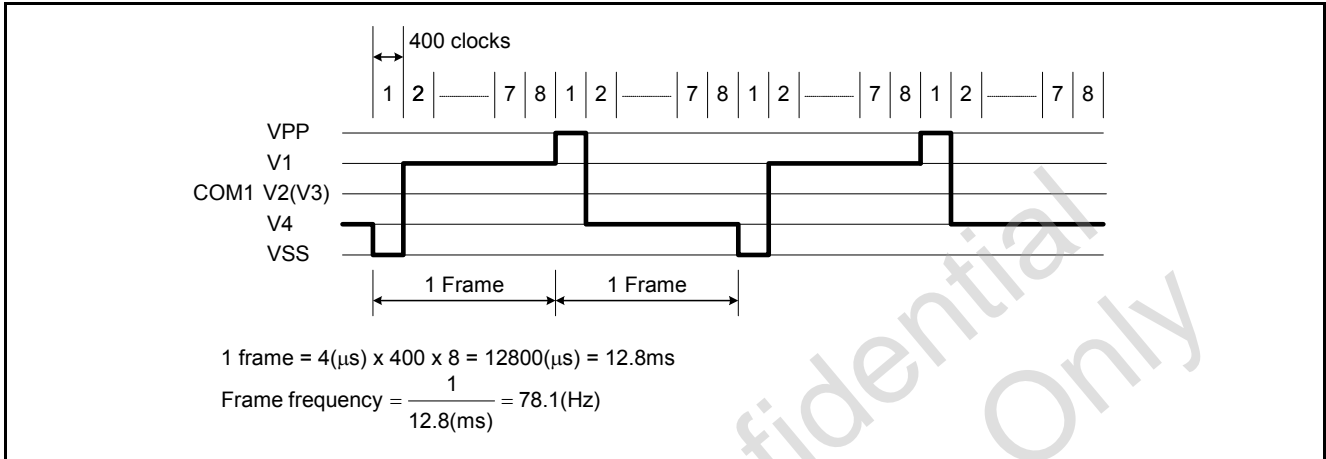 400 clocks
1 2 7 8 1 2 7 8 1 2 7 8 1 2 7 8
VPP
V1
COM1 V2(V3)
V4
VSS
1 Frame 1 Frame
1 frame = 4(μs) x 400 x 8 = 12800(μs) = 12.8ms
Frame frequency = 1 / 12.8(ms) = 78.1(Hz)
fidential
Only